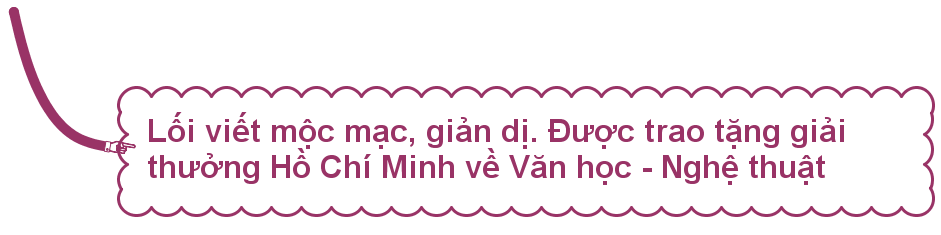 Lối viết mộc mạc, giản dị. Được trao tặng giải
thưởng Hồ Chí Minh về Văn học - Nghệ thuật